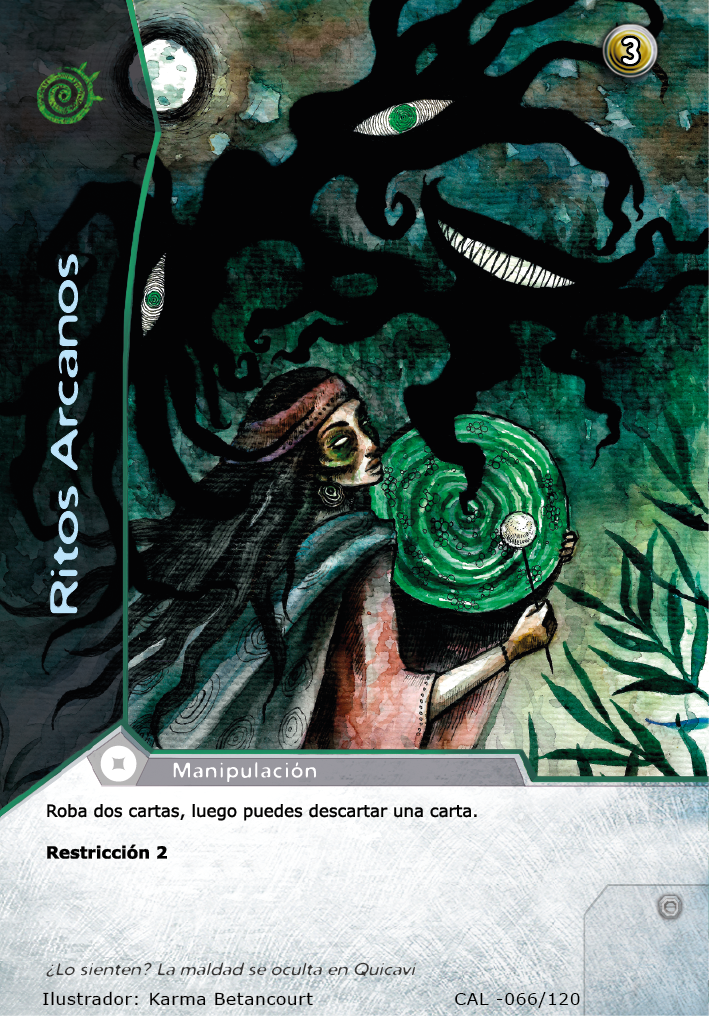 3
Ritos Arcanos
Manipulación
Roba dos cartas, luego puedes descartar una carta.
Restricción 2
¿Lo sienten? La maldad se oculta en Quicavi
Ilustrador: Karma Betancourt
CAL -066/120